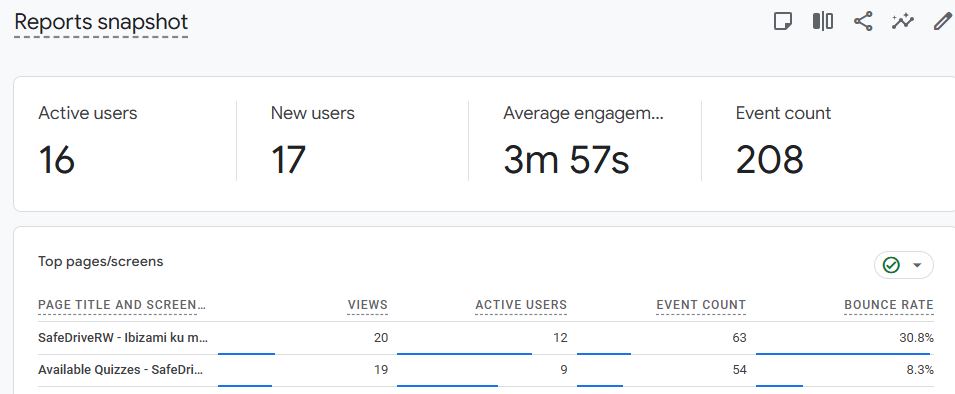 Reports snapshot
Active users New users Average engagem... Event count
16 17 3m 57s 208
Top pages/screens
PAGE TITLE AND SCREEN... VIEWS ACTIVE USERS EVENT COUNT BOUNCE RATE
SafeDriveRW - Ibizami ku m... 20 12 63 30.8%
Available Quizzes - SafeDri... 19 9 54 8.3%